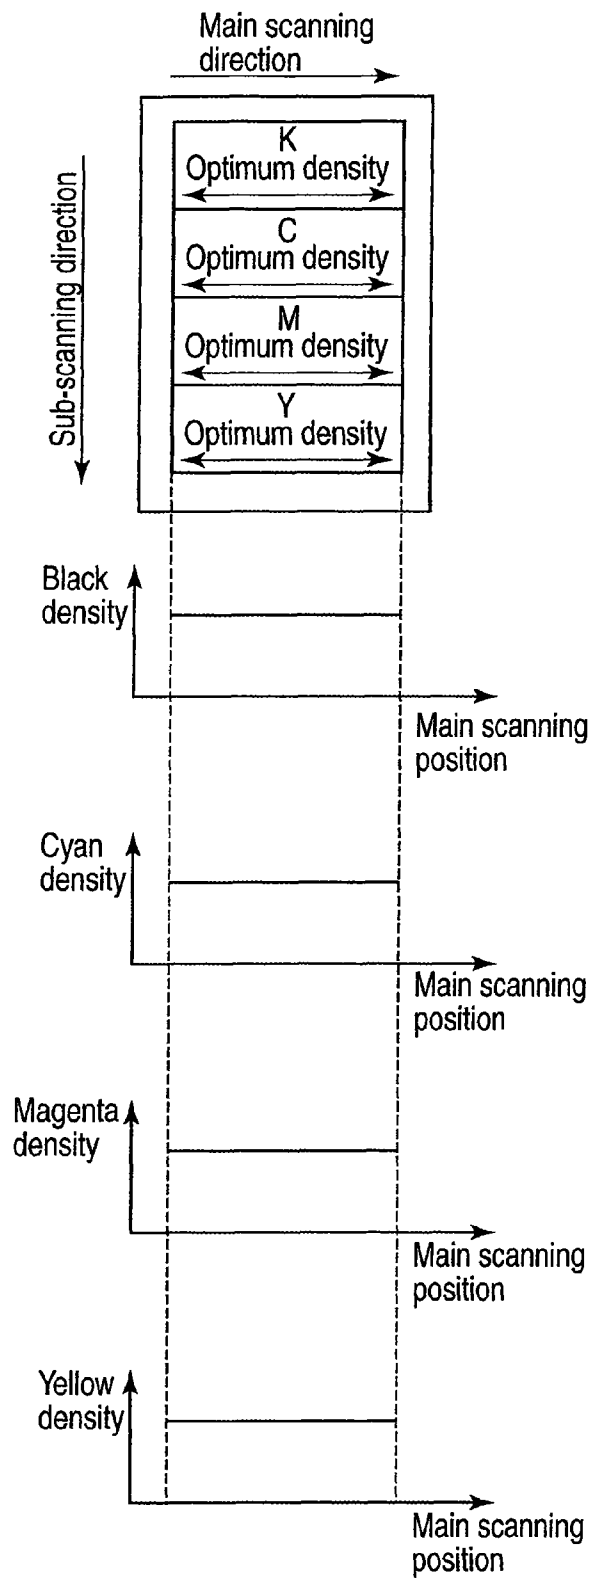 Main scanning
direction
Sub-scanning direction
K
Optimum density
C
Optimum density
M
Optimum density
Y
Optimum density
Black
density
Main scanning
position
Cyan
density
Main scanning
position
Magenta
density
Main scanning
position
Yellow
density
Main scanning
position